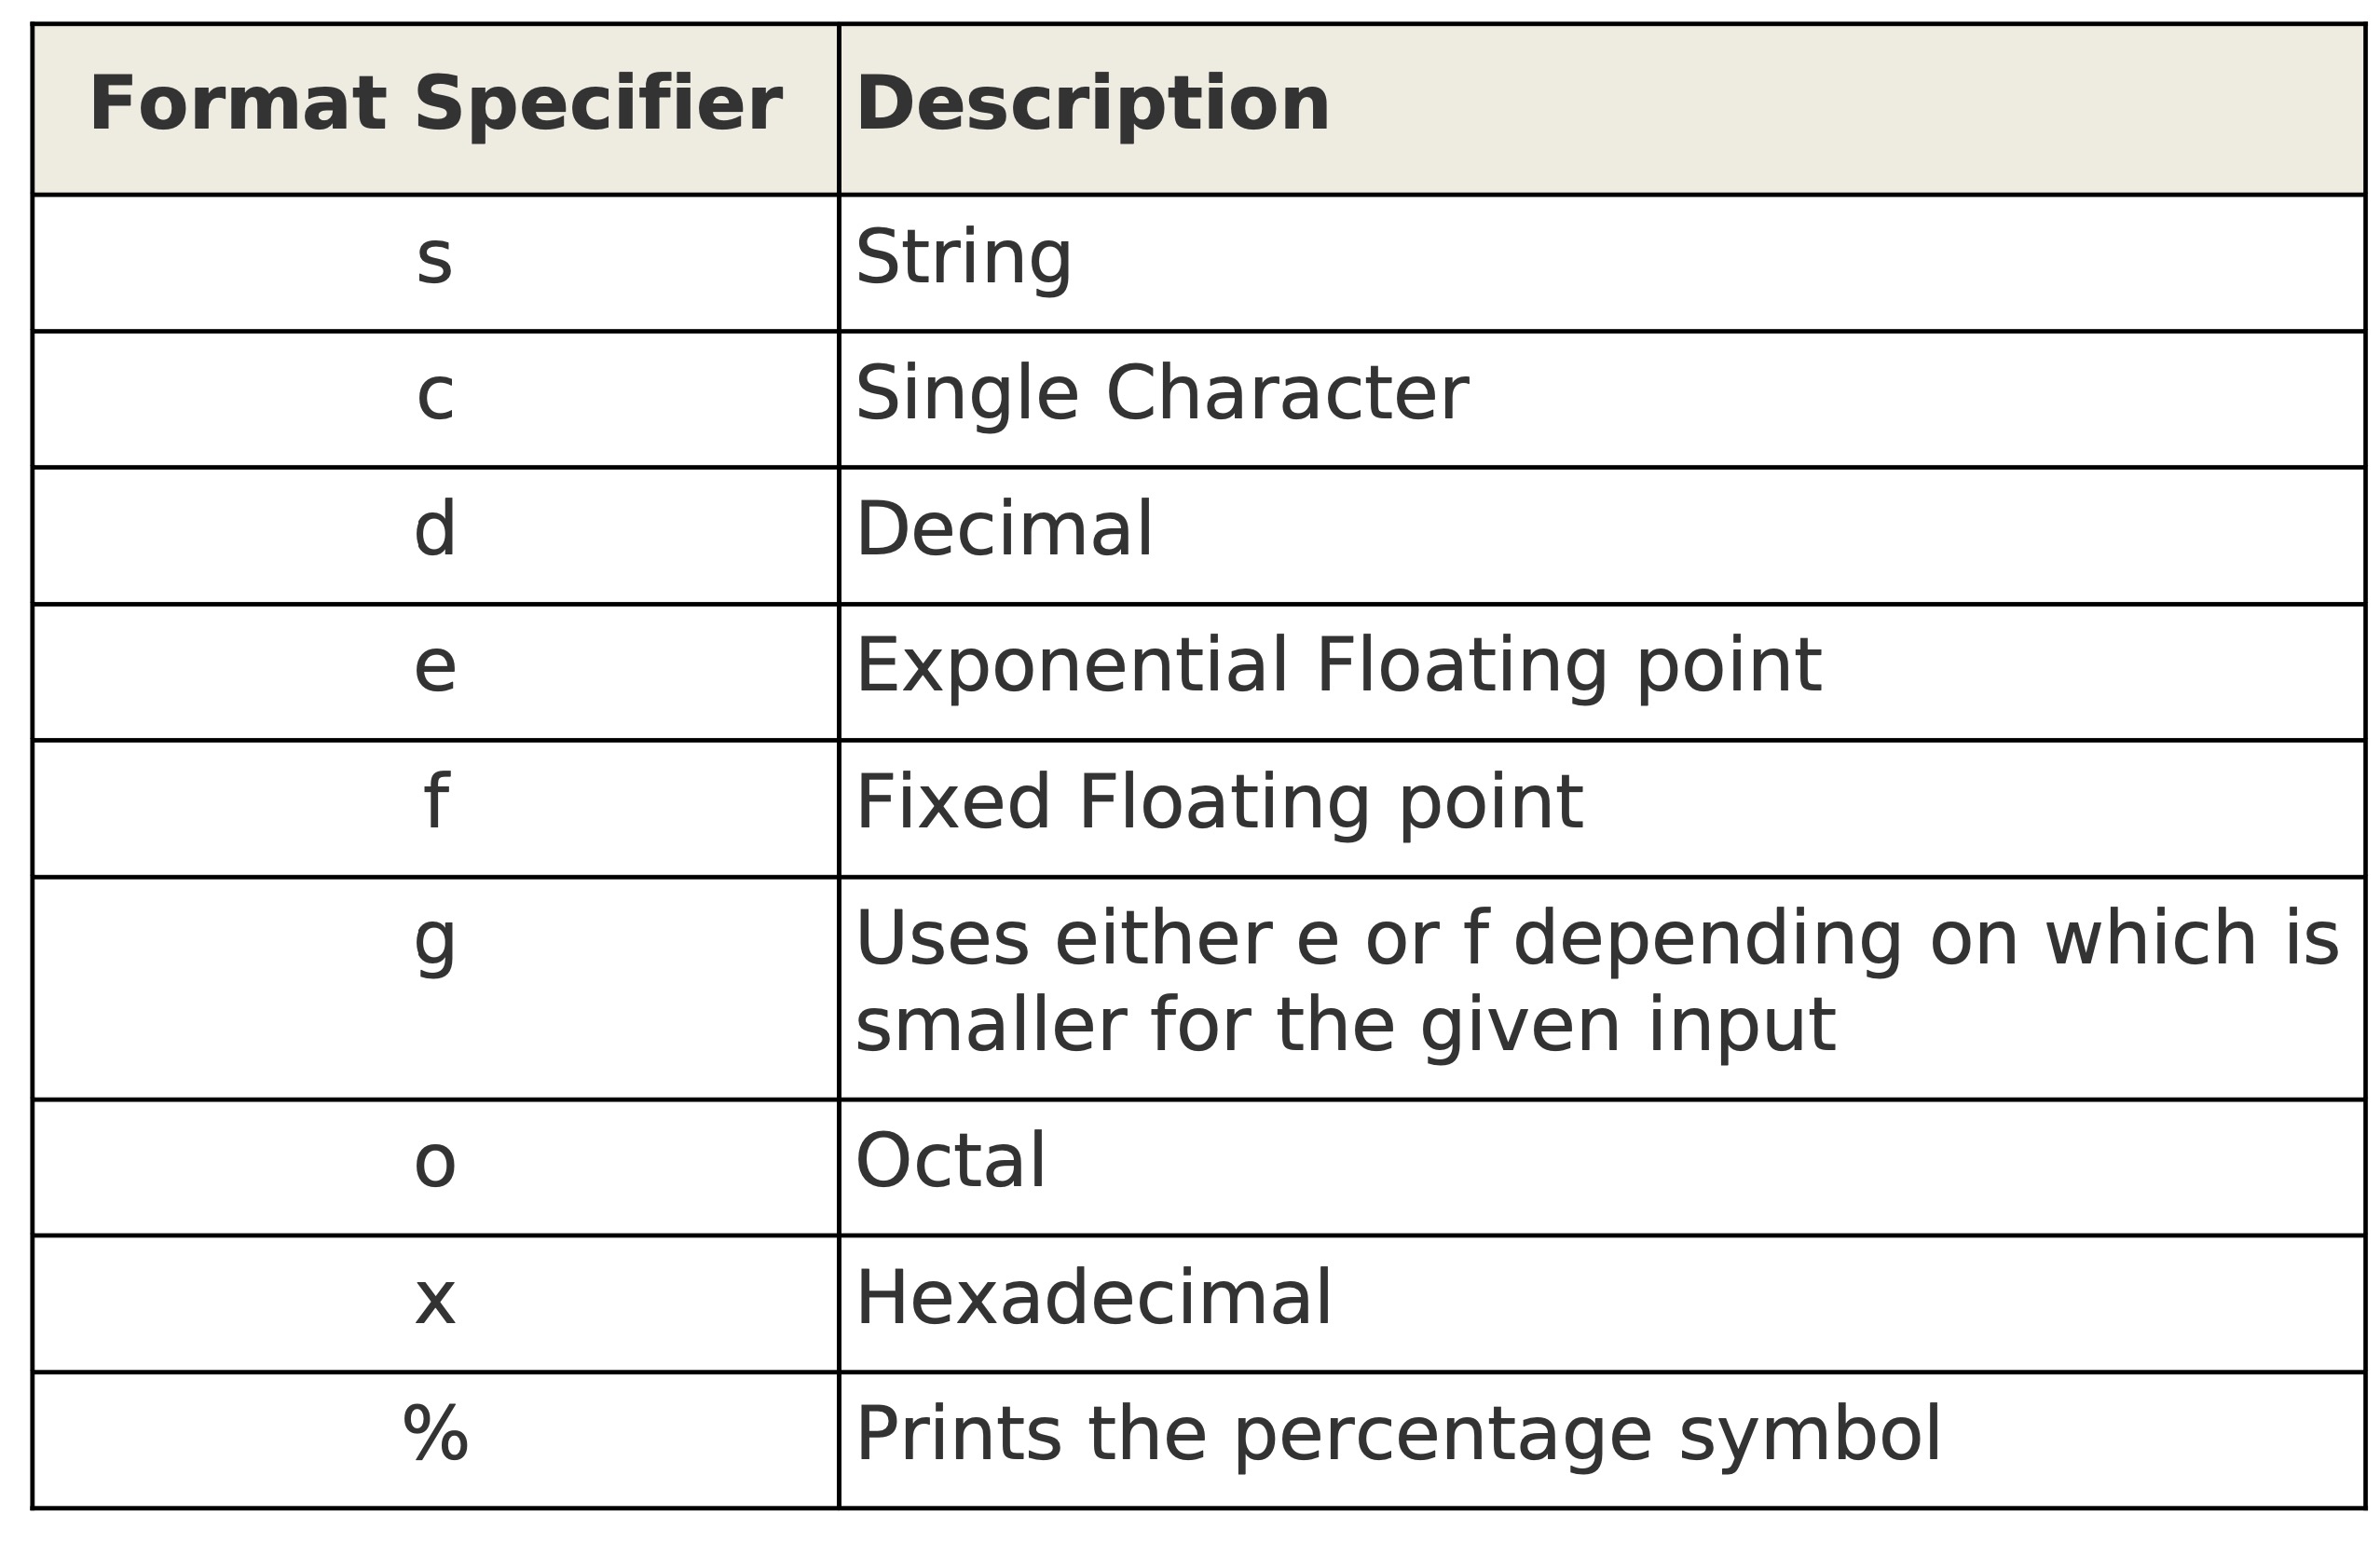 Format Specifier Description
s String
c Single Character
d Decimal
e Exponential Floating point
f Fixed Floating point
g Uses either e or f depending on which is
smaller for the given input
o Octal
x Hexadecimal
% Prints the percentage symbol